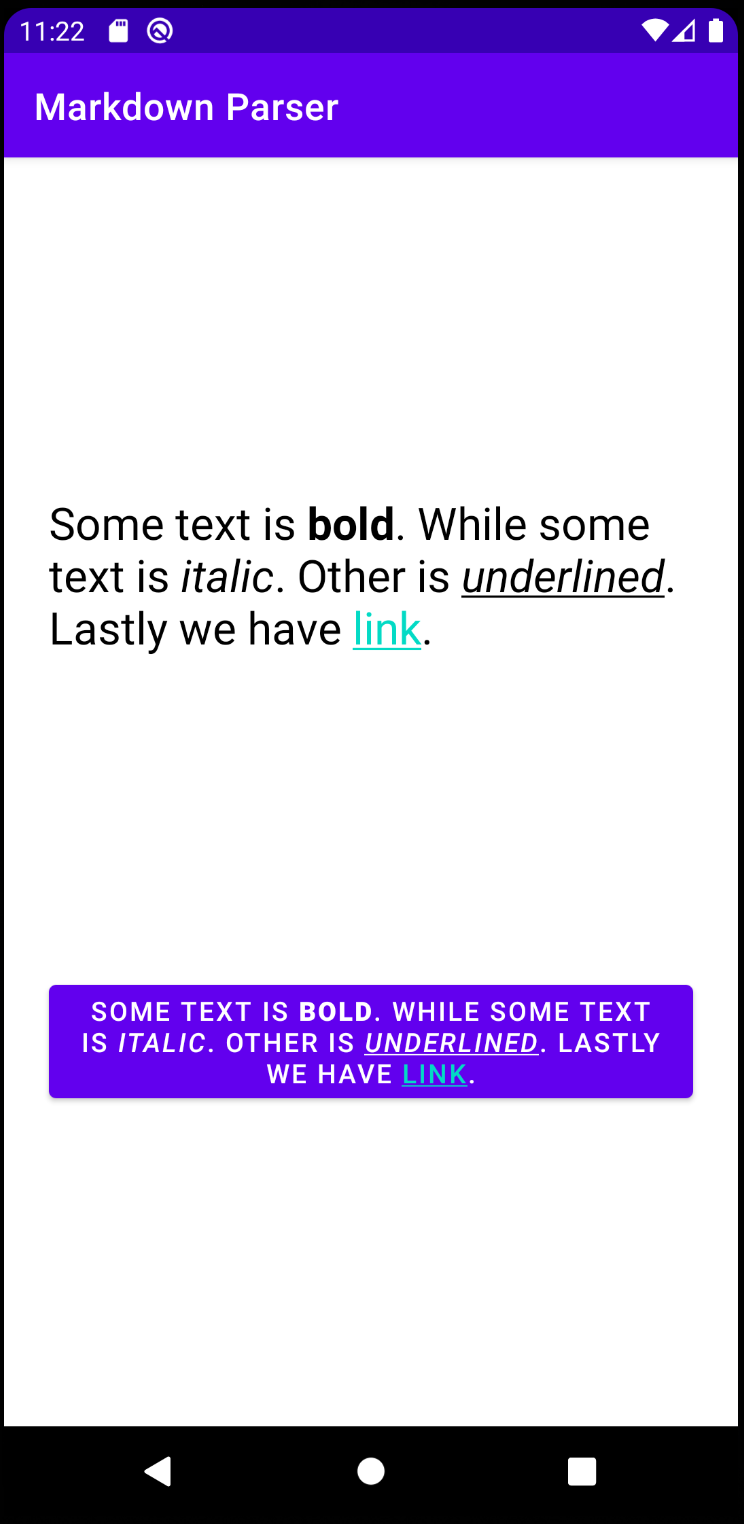 11:22
Markdown Parser
Some text is bold. While some
text is italic. Other is underlined.
Lastly we have link.
SOME TEXT IS BOLD. WHILE SOME TEXT
IS ITALIC. OTHER IS UNDERLINED. LASTLY
WE HAVE LINK.